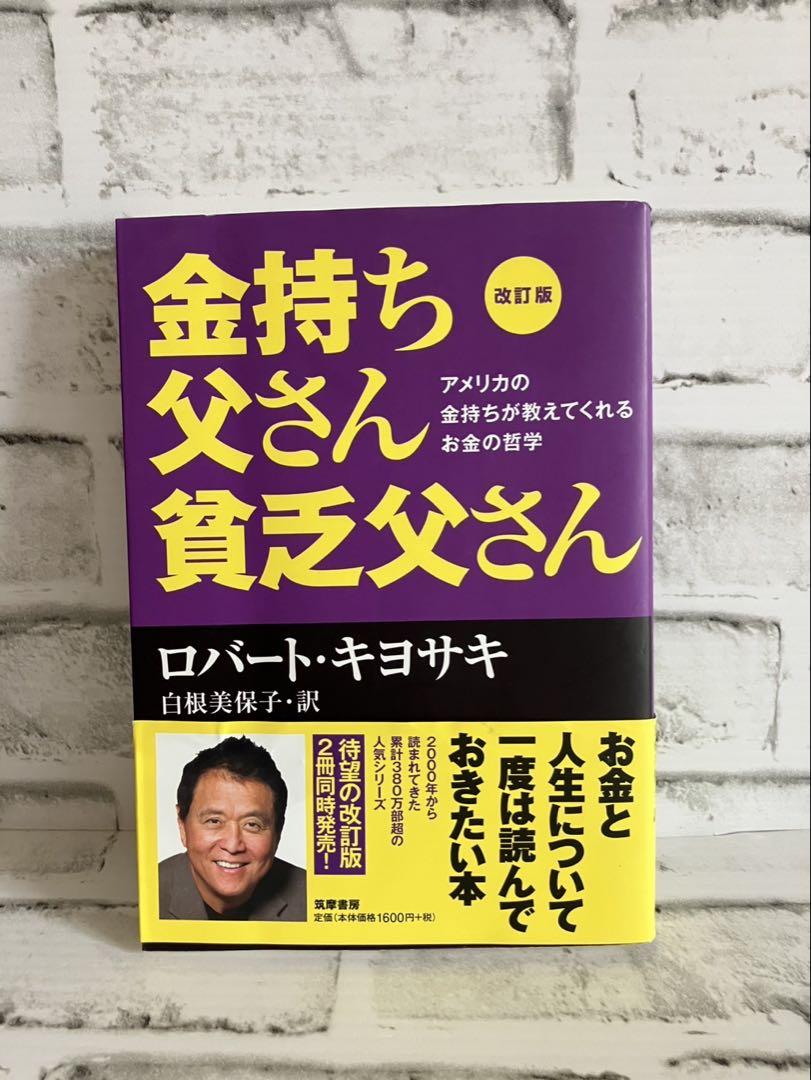 金持ち
父さん
貧乏父さん
改訂版
アメリカの
金持ちが教えてくれる
お金の哲学
ロバート・キヨサキ
白根美保子・訳
お金と
人生について
一度は読んで
おきたい本
2000年から
読まれてきた
累計380万部超の
人気シリーズ
待望の改訂版
2冊同時発売!
筑摩書房
定価(本体価格1600円+税)